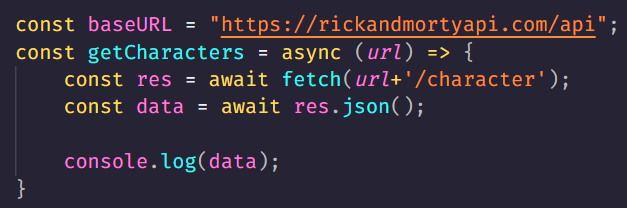 const baseURL = "https://rickandmortyapi.com/api";
const getCharacters = async (url) => {
    const res = await fetch(url+'/character');
    const data = await res.json();

    console.log(data);
}